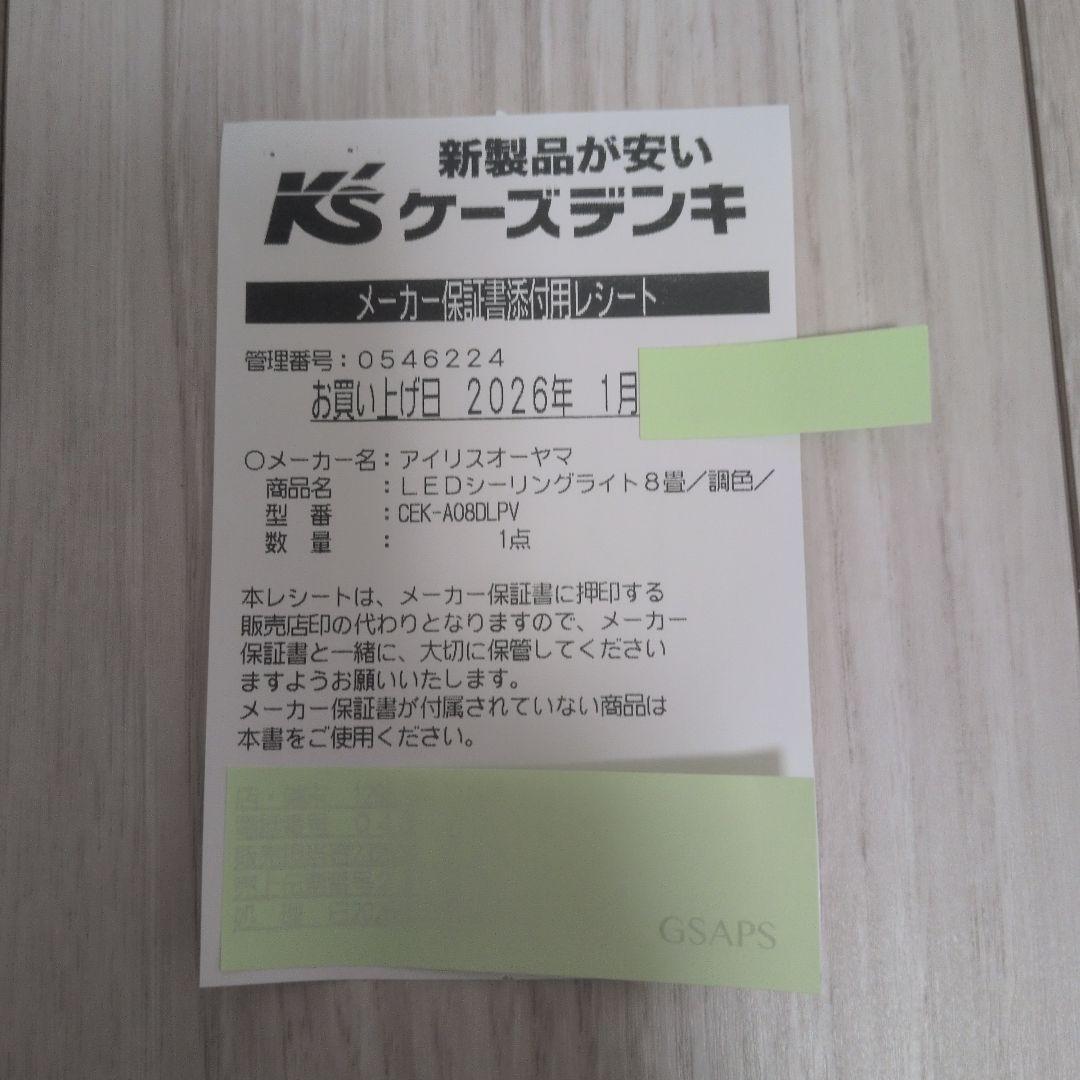 新製品が安い
K's ケーズデンキ
メーカー保証書添付用レシート
管理番号：０５４６２２４
お買い上げ日 2026年 1月
○メーカー名：アイリスオーヤマ
商品名 ：ＬＥＤシーリングライト８畳／調色／
型 番 ：CEK-A08DLPV
数 量 ： 1点
本レシートは、メーカー保証書に押印する
販売店印の代わりとなりますので、メーカー
保証書と一緒に、大切に保管してください
ますようお願いいたします。
メーカー保証書が付属されていない商品は
本書をご使用ください。
GSAPS